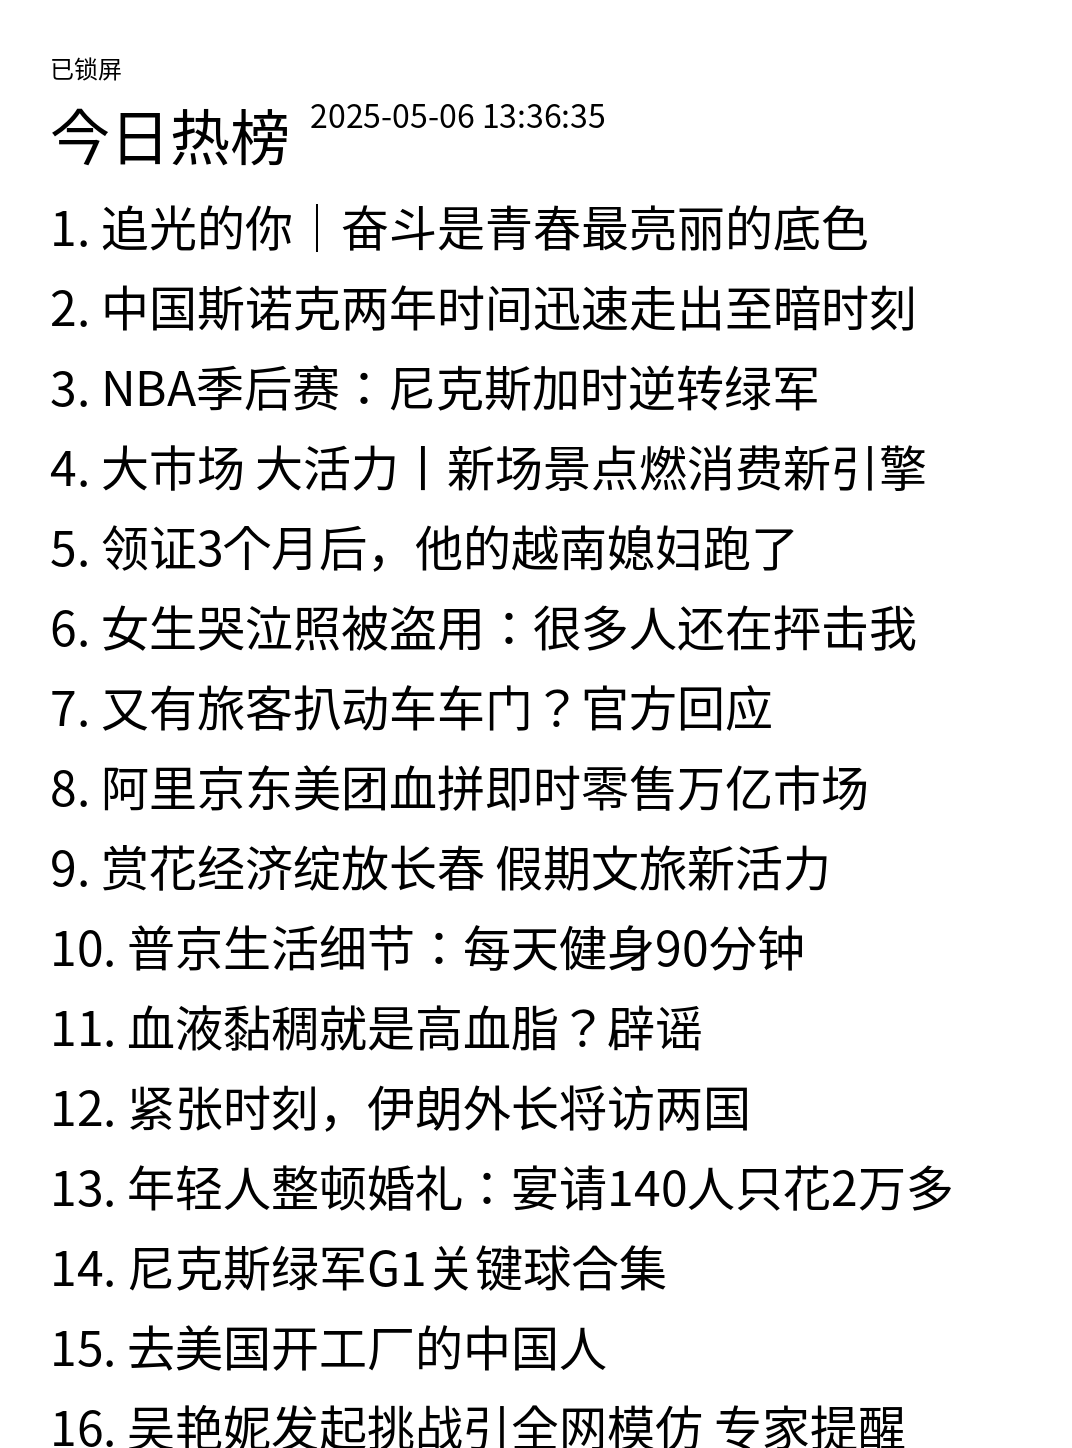 已锁屏
今日热榜 2025-05-06 13:36:35
1. 追光的你｜奋斗是青春最亮丽的底色
2. 中国斯诺克两年时间迅速走出至暗时刻
3. NBA季后赛：尼克斯加时逆转绿军
4. 大市场 大活力丨新场景点燃消费新引擎
5. 领证3个月后，他的越南媳妇跑了
6. 女生哭泣照被盗用：很多人还在抨击我
7. 又有旅客扒动车车门？官方回应
8. 阿里京东美团血拼即时零售万亿市场
9. 赏花经济绽放长春 假期文旅新活力
10. 普京生活细节：每天健身90分钟
11. 血液黏稠就是高血脂？辟谣
12. 紧张时刻，伊朗外长将访两国
13. 年轻人整顿婚礼：宴请140人只花2万多
14. 尼克斯绿军G1关键球合集
15. 去美国开工厂的中国人
16. 吴艳妮发起挑战引全网模仿 专家提醒